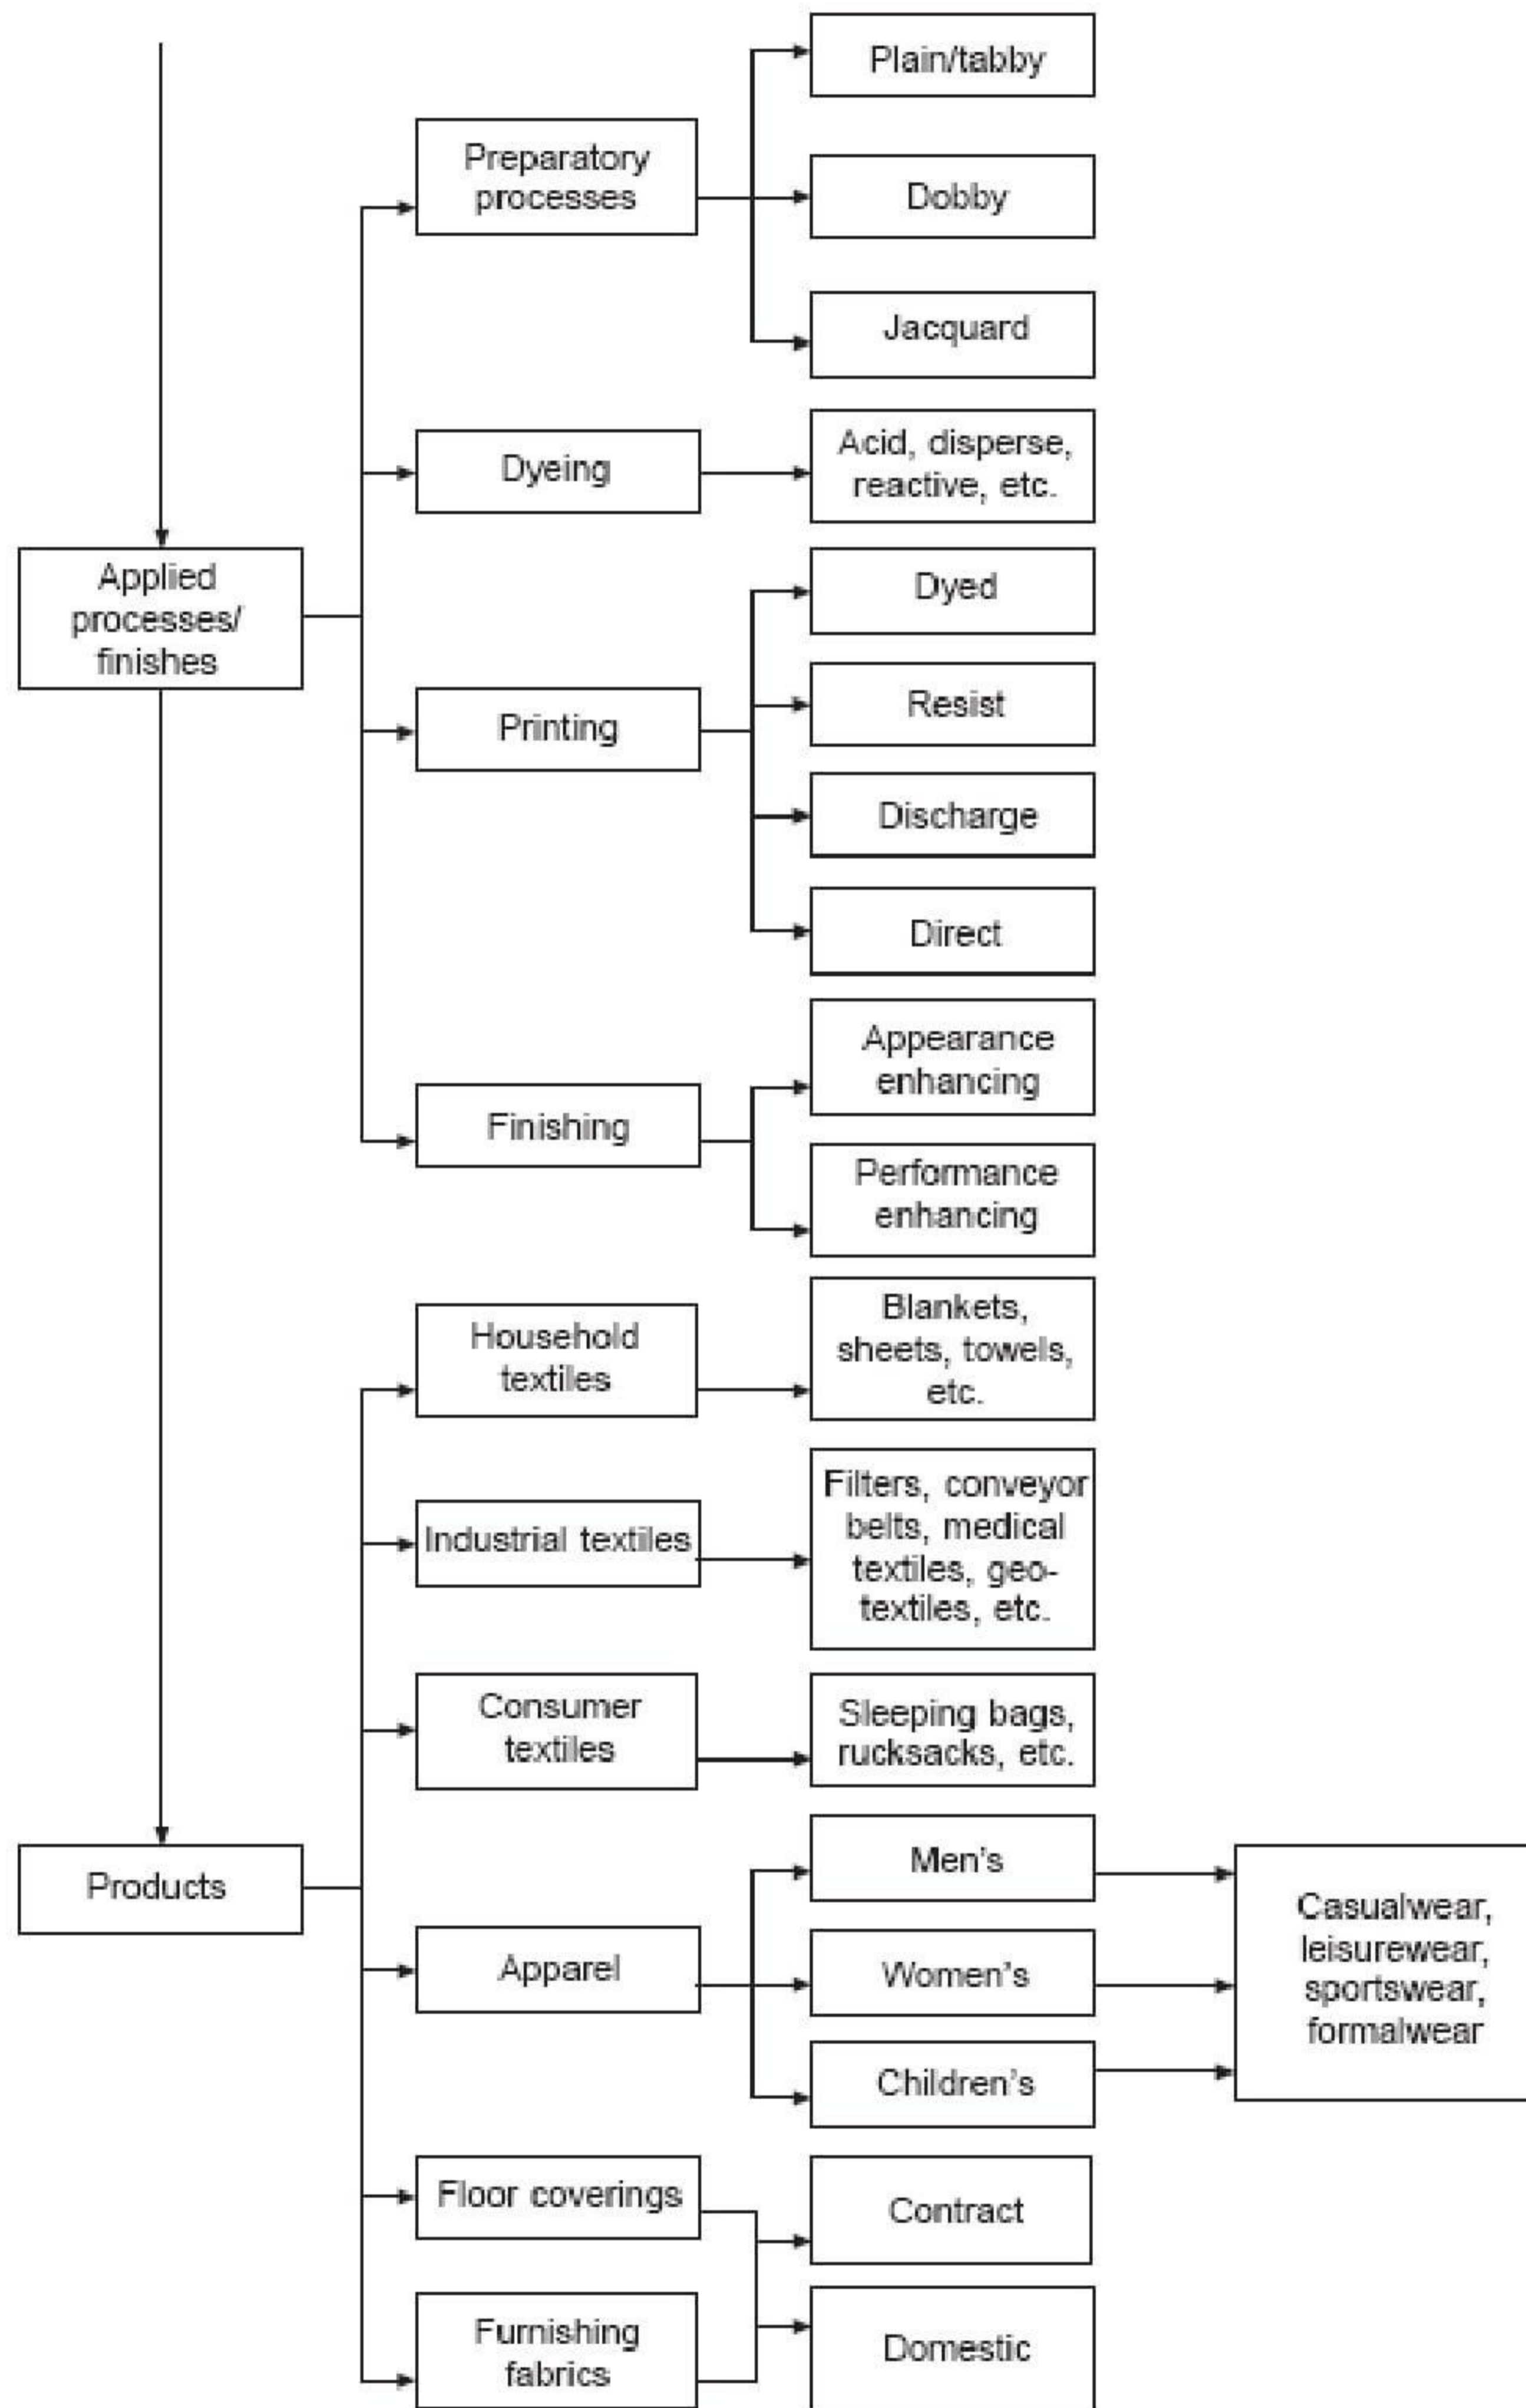 Plain/tabby
Preparatory
processes
Dobby
Jacquard
Dyeing
Acid, disperse,
reactive, etc.
Applied
processes/
finishes
Dyed
Printing
Resist
Discharge
Direct
Finishing
Appearance
enhancing
Performance
enhancing
Household
textiles
Blankets,
sheets, towels,
etc.
Industrial textiles
Filters, conveyor
belts, medical
textiles, geo-
textiles, etc.
Consumer
textiles
Sleeping bags,
rucksacks, etc.
Products
Apparel
Men's
Women's
Children's
Casualwear,
leisurewear,
sportswear,
formalwear
Floor coverings
Contract
Furnishing
fabrics
Domestic